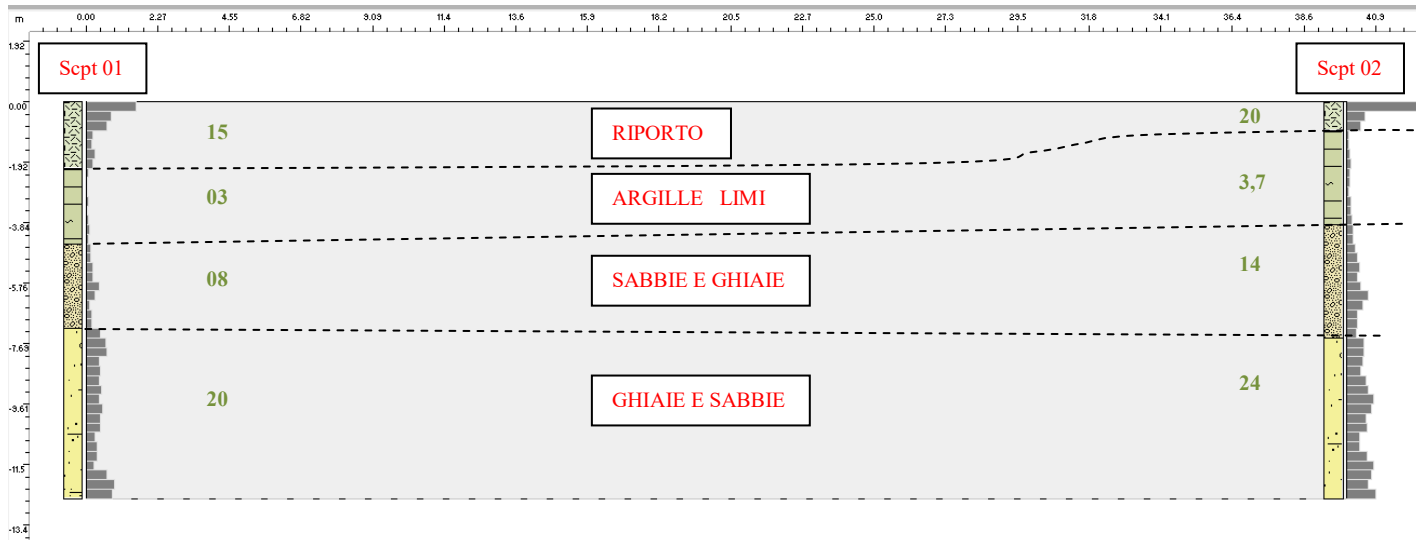 m 0.00 2.27 4.55 6.82 9.09 11.4 13.6 15.9 18.2 20.5 22.7 25.0 27.3 29.5 31.8 34.1 36.4 38.6 40.9
1.92
Scpt 01
Scpt 02
0.00
15
RIPORTO
20
-1.92
03
ARGILLE LIMI
3,7
-3.84
08
SABBIE E GHIAIE
14
-5.76
-7.69
20
GHIAIE E SABBIE
24
-9.61
-11.5
-13.4